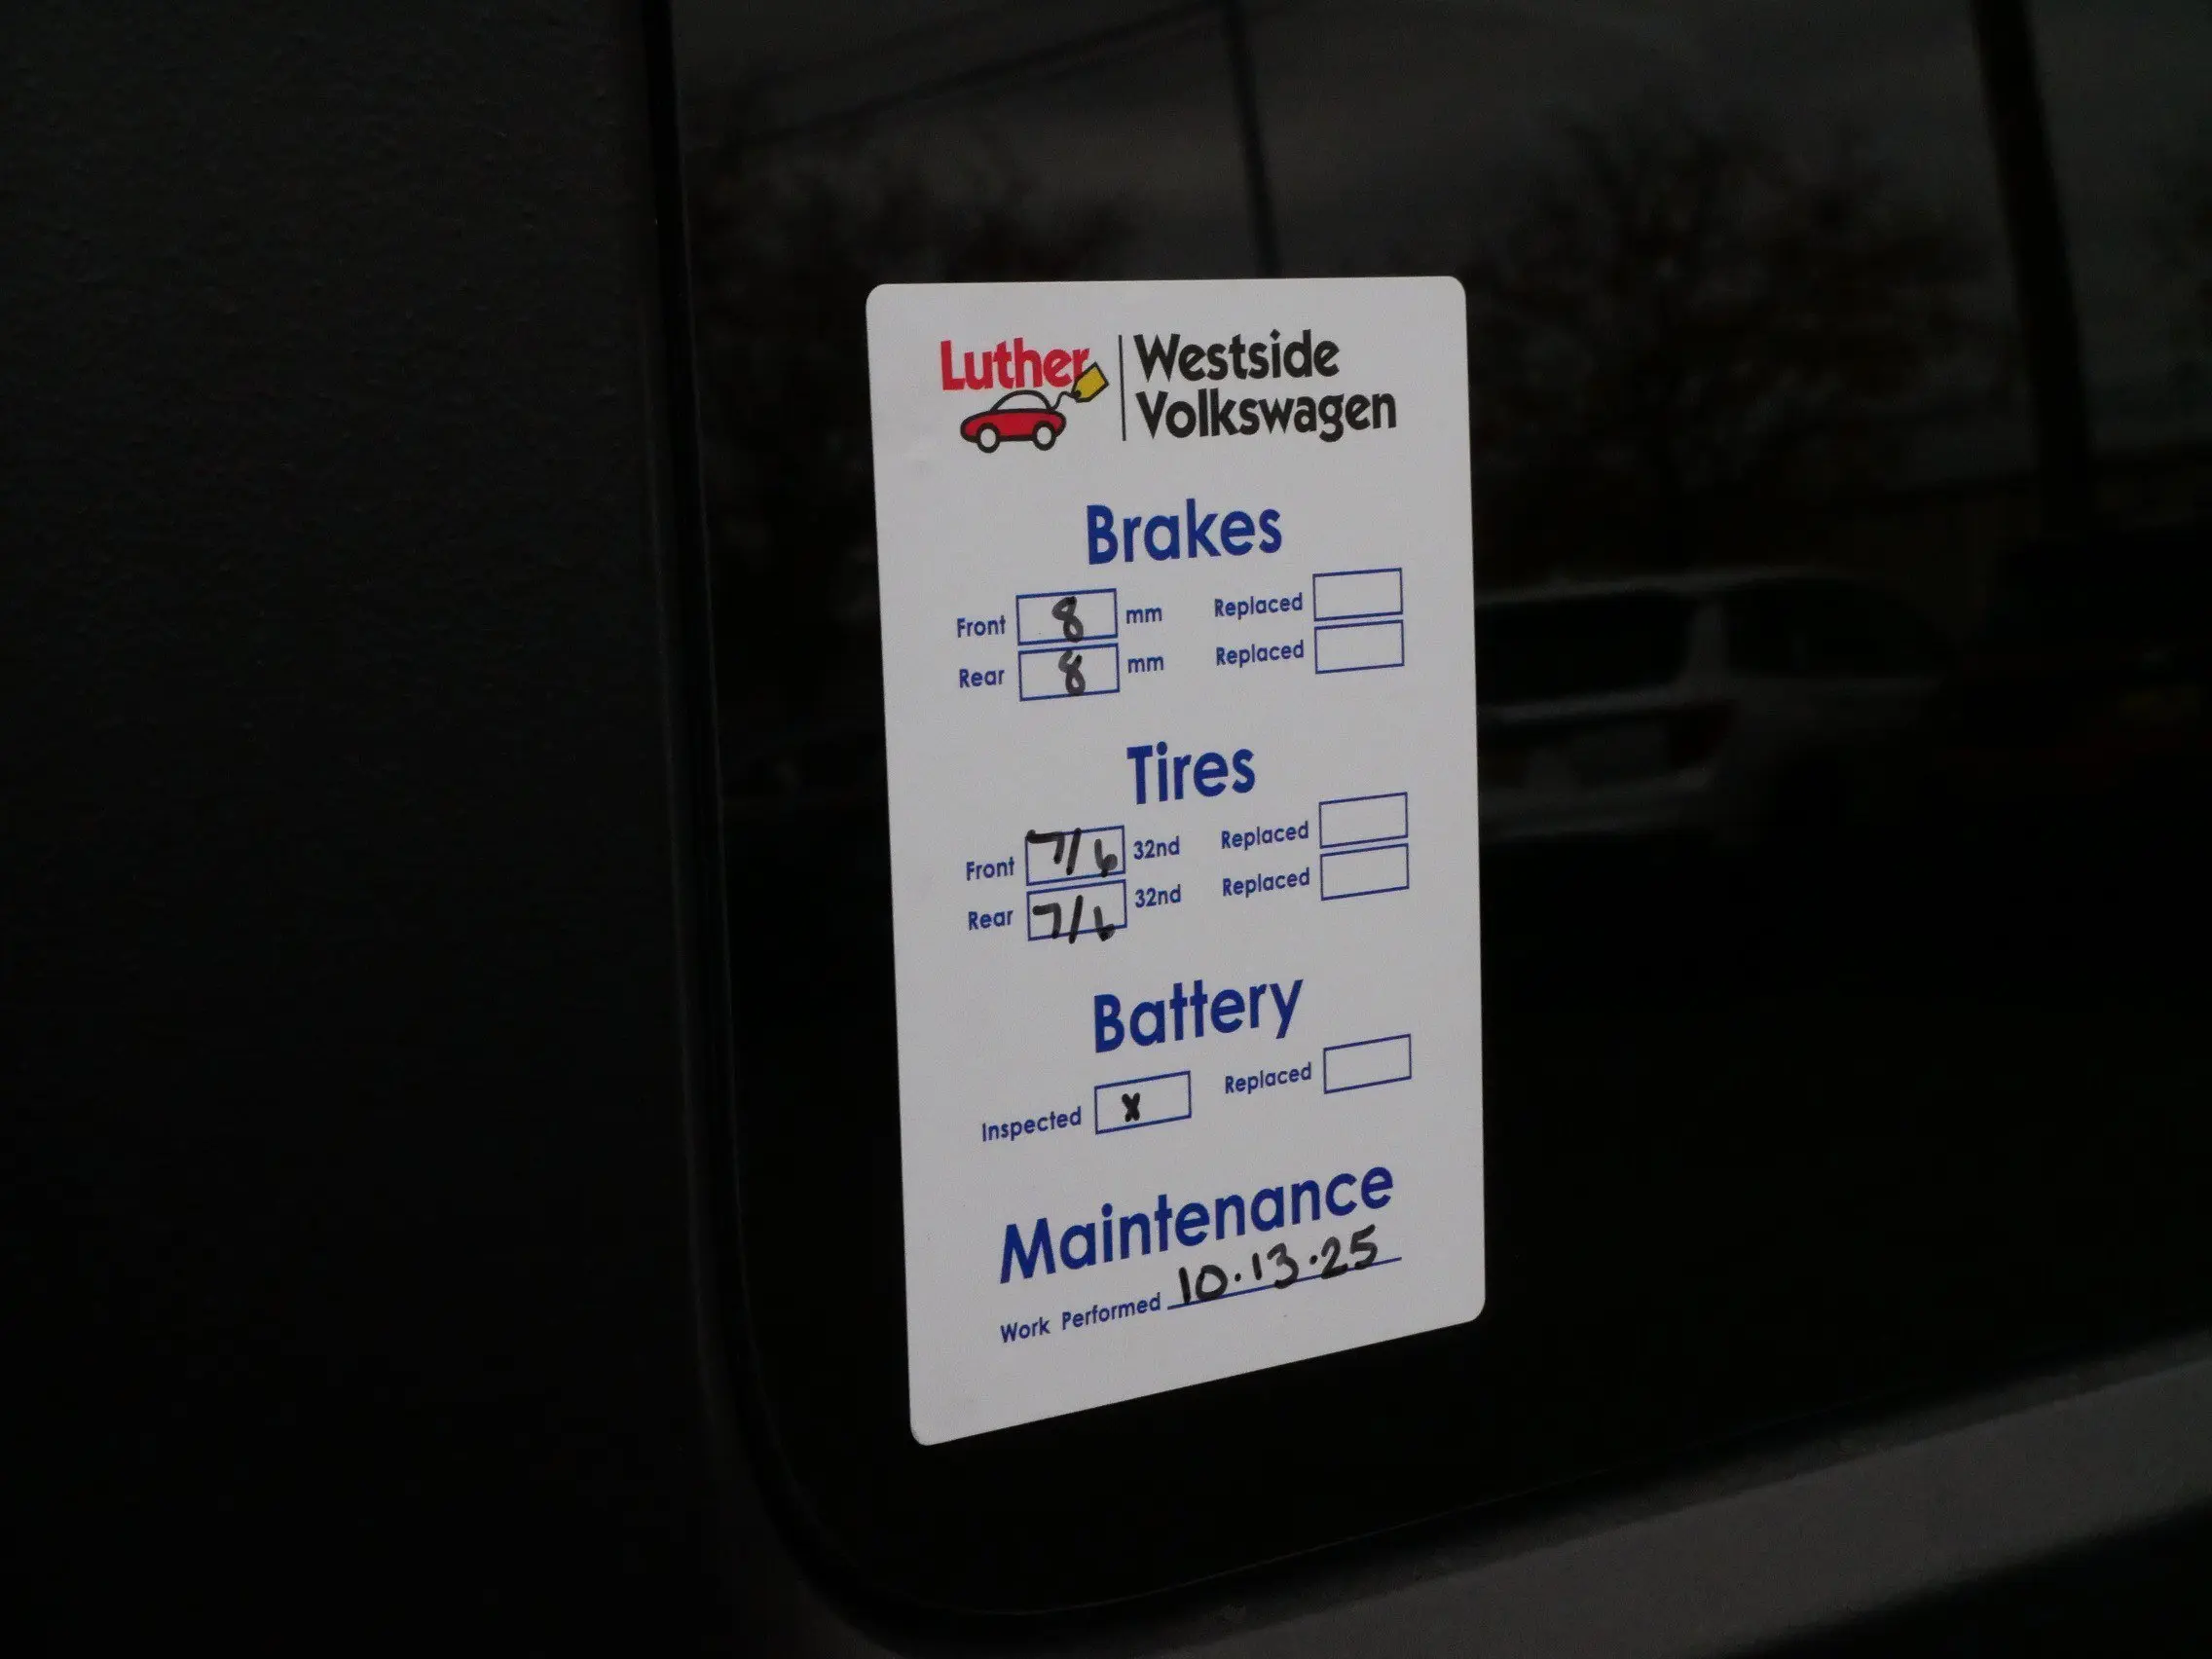 Luther Westside
Volkswagen
Brakes
Front 8 mm Replaced
Rear 8 mm Replaced
Tires
Front 7/6 32nd Replaced
Rear 7/6 32nd Replaced
Battery
Inspected x Replaced
Maintenance
Work Performed 10.13.25